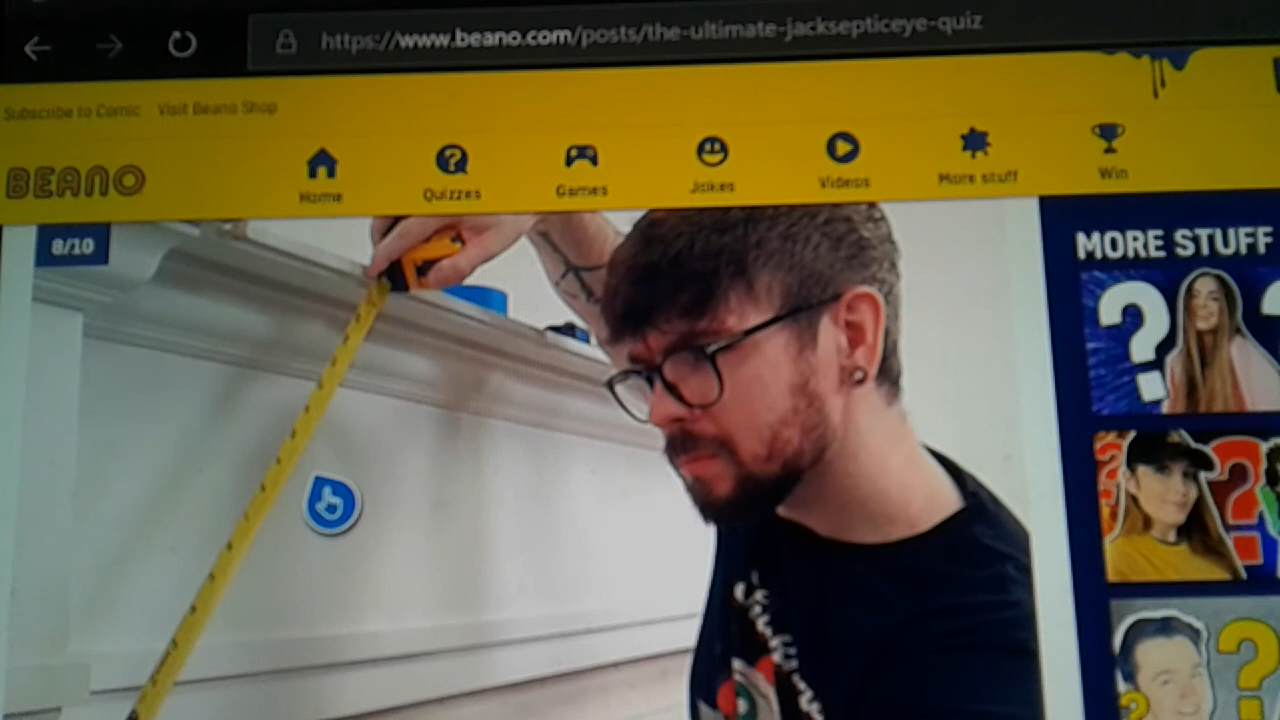 https://www.beano.com/posts/the-ultimate-jacksepticeye-quiz
Subscribe to Comic Visit Beano Shop
BEANO
Home
Quizzes
Games
Jokes
Videos
More stuff
Win
8/10
MORE STUFF
?
?
?
?
?